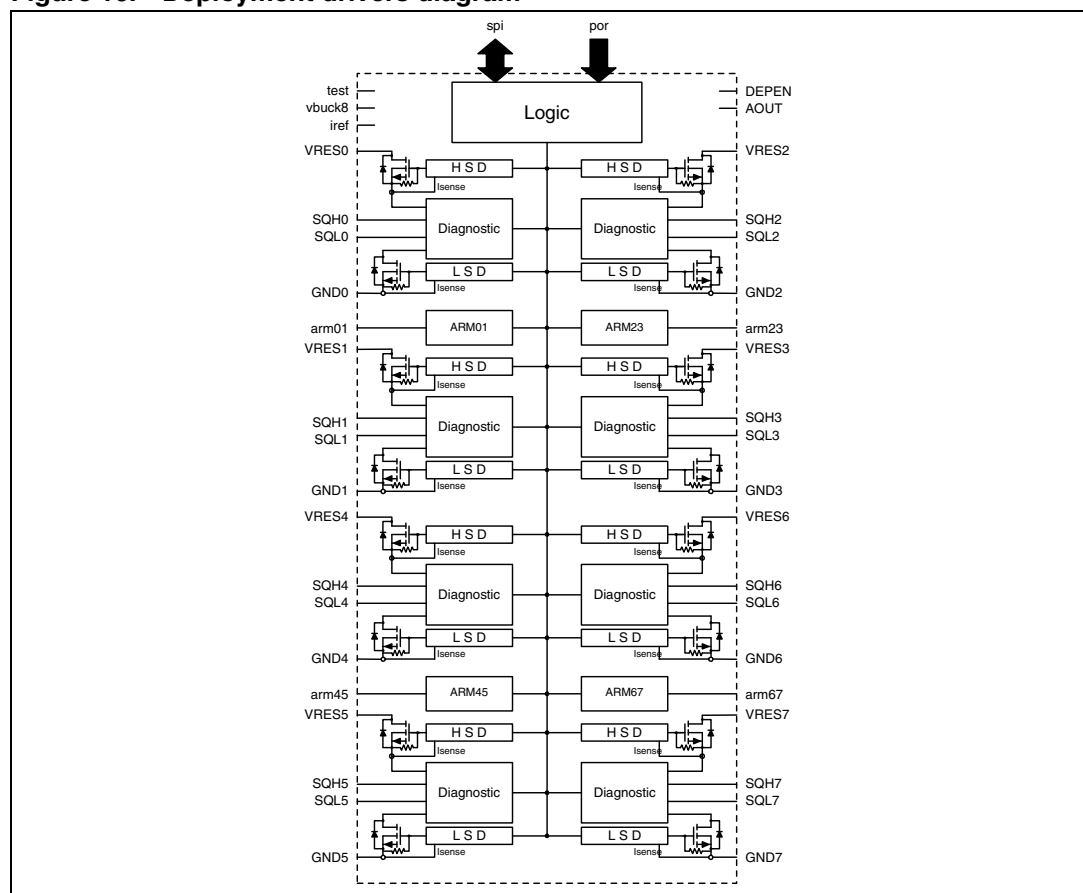 Figure Deployment drivers diagram
spi por
Logic
test DEPEN
vbuck8 AOUT
iref
VRES0 HSD HSD VRES2
Isense Isense
SQH0 Diagnostic Diagnostic SQH2
SQL0 SQL2
LSD LSD
GND0 Isense Isense GND2
arm01 ARM01 ARM23 arm23
VRES1 HSD HSD VRES3
Isense Isense
SQH1 Diagnostic Diagnostic SQH3
SQL1 SQL3
LSD LSD
GND1 Isense Isense GND3
VRES4 HSD HSD VRES6
Isense Isense
SQH4 Diagnostic Diagnostic SQH6
SQL4 SQL6
LSD LSD
GND4 Isense Isense GND6
arm45 ARM45 ARM67 arm67
VRES5 HSD HSD VRES7
Isense Isense
SQH5 Diagnostic Diagnostic SQH7
SQL5 SQL7
LSD LSD
GND5 Isense Isense GND7